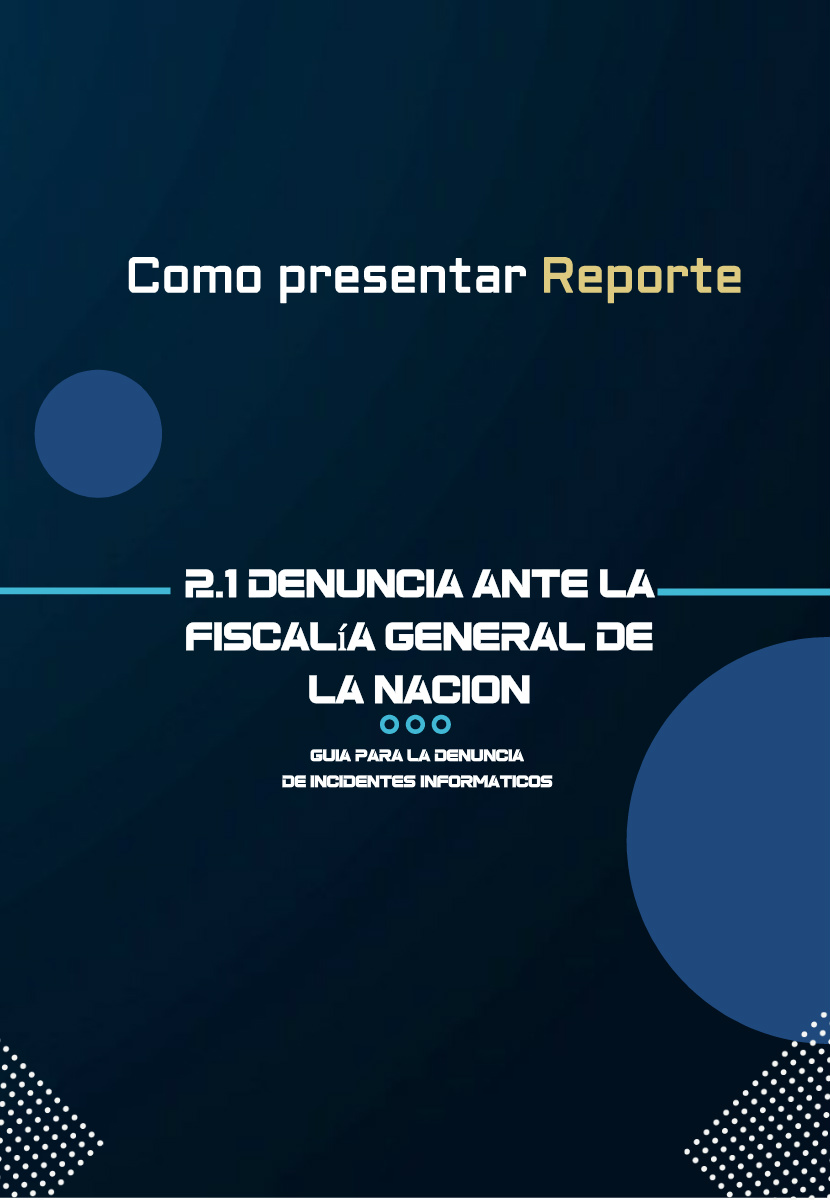 Como presentar Reporte
2.1 DENUNCIA ANTE LA
FISCALíA GENERAL DE
LA NACION
GUIA PARA LA DENUNCIA
DE INCIDENTES INFORMATICOS